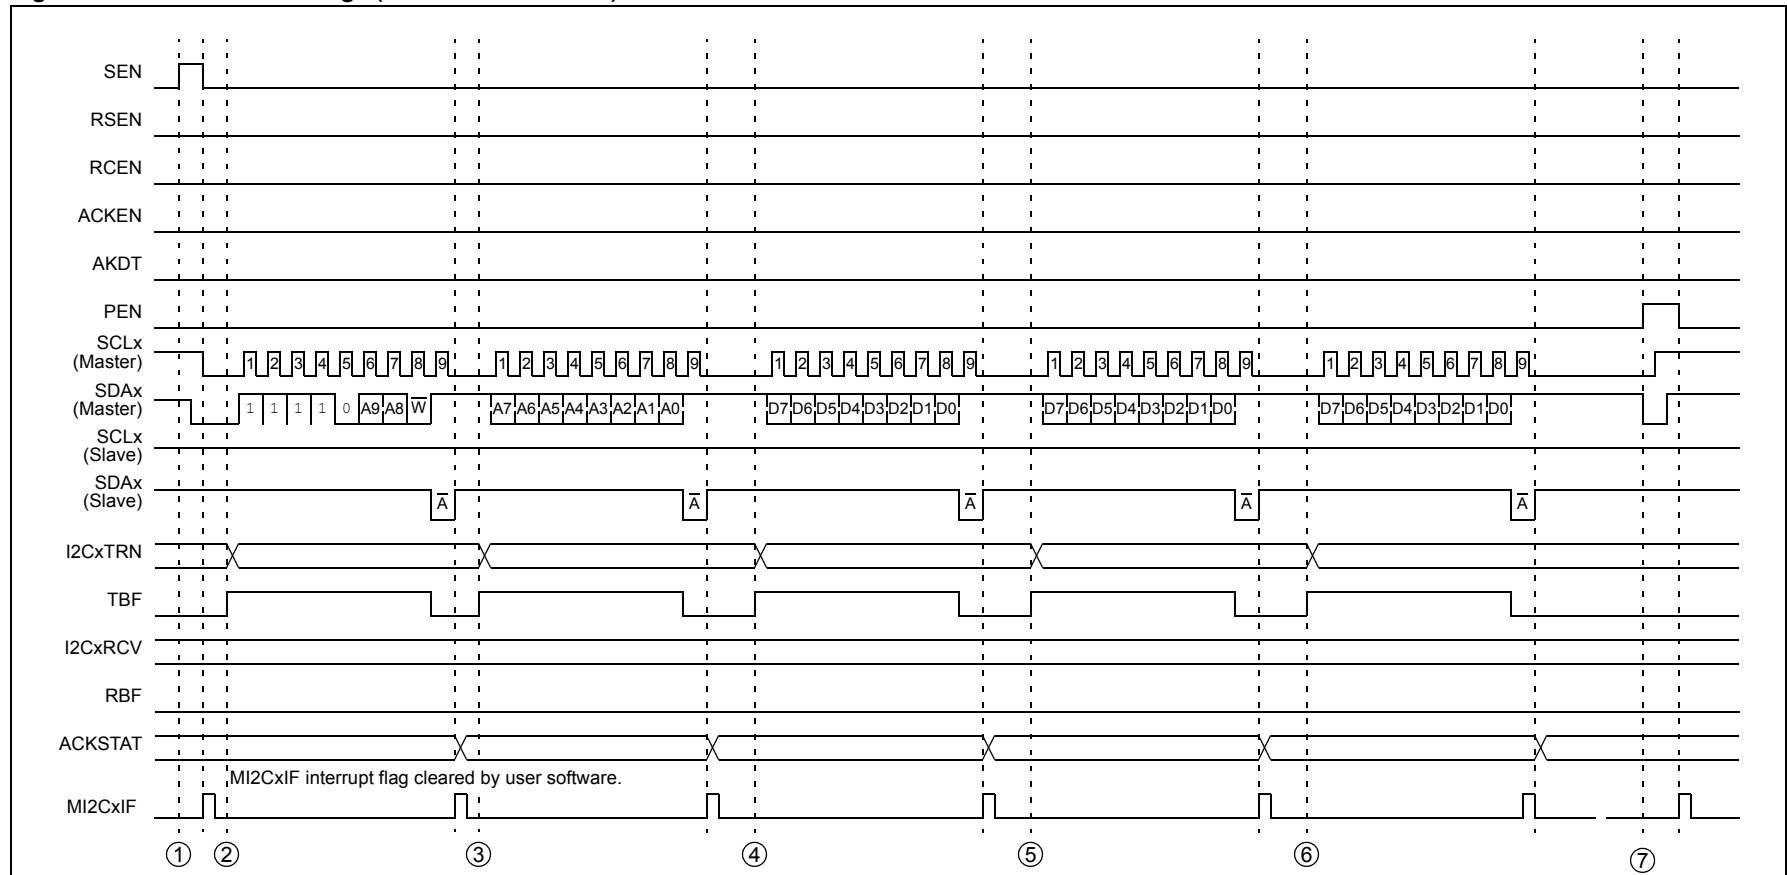 SEN
RSEN
RCEN
ACKEN
AKDT
PEN
SCLx
(Master)
1 2 3 4 5 6 7 8 9 1 2 3 4 5 6 7 8 9 1 2 3 4 5 6 7 8 9 1 2 3 4 5 6 7 8 9 1 2 3 4 5 6 7 8 9
SDAx
(Master)
1 1 1 1 0 A9 A8 W̅ A7 A6 A5 A4 A3 A2 A1 A0 D7 D6 D5 D4 D3 D2 D1 D0 D7 D6 D5 D4 D3 D2 D1 D0 D7 D6 D5 D4 D3 D2 D1 D0
SCLx
(Slave)
SDAx
(Slave)
A̅ A̅ A̅ A̅ A̅
I2CxTRN
TBF
I2CxRCV
RBF
ACKSTAT
MI2CxIF interrupt flag cleared by user software.
MI2CxIF
1 2 3 4 5 6 7